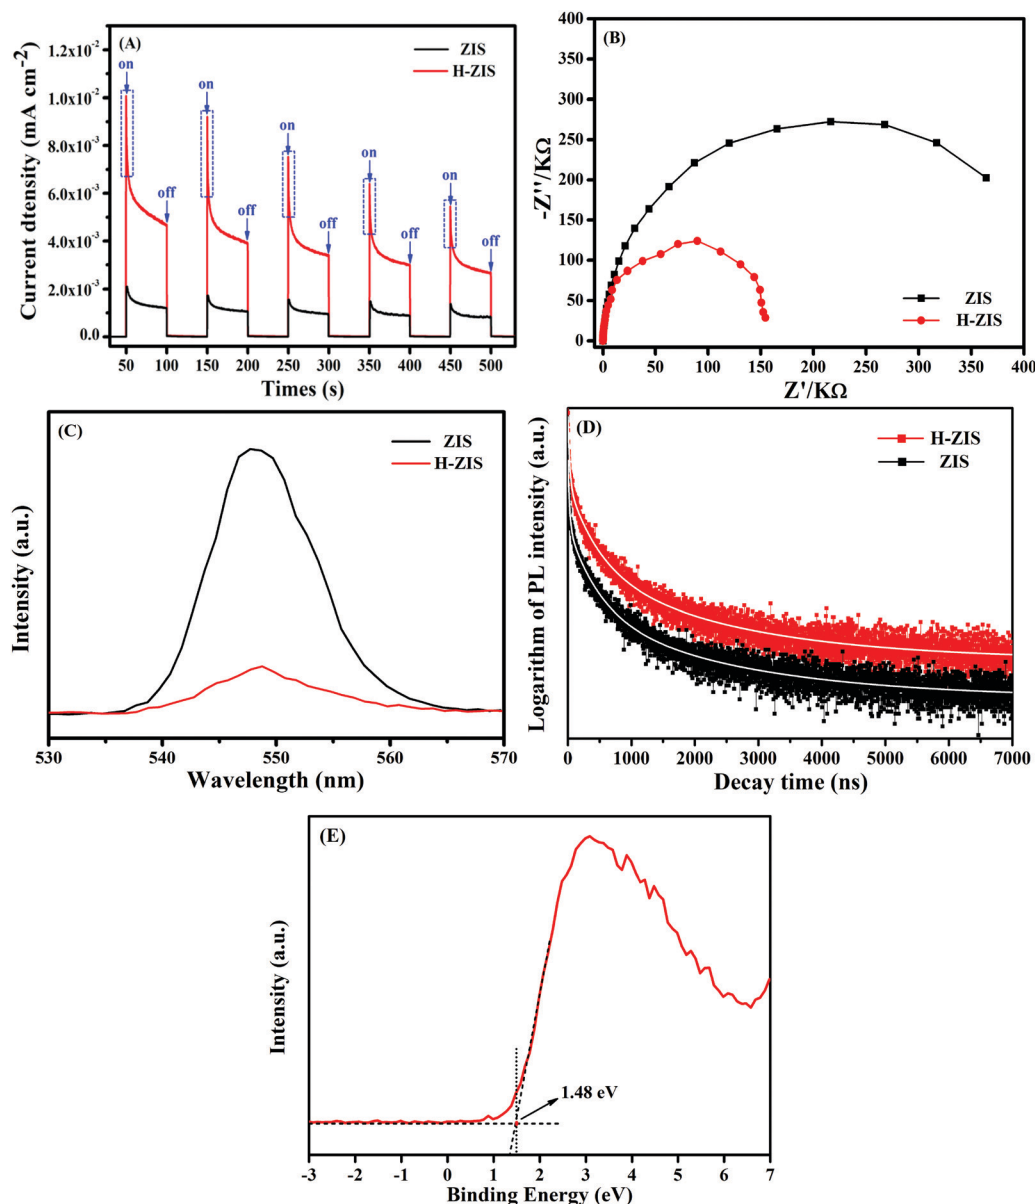 (A)
ZIS
H-ZIS
on
on
on
on
on
off
off
off
off
off
1.2x10⁻²
1.0x10⁻²
8.0x10⁻³
6.0x10⁻³
4.0x10⁻³
2.0x10⁻³
0.0
Current dtensity (mA cm⁻²)
50 100 150 200 250 300 350 400 450 500
Times (s)
(B)
400
350
300
250
200
150
100
50
0
-Z''/KΩ
ZIS
H-ZIS
0 50 100 150 200 250 300 350 400
Z'/KΩ
(C)
ZIS
H-ZIS
Intensity (a.u.)
530 540 550 560 570
Wavelength (nm)
(D)
H-ZIS
ZIS
Logarithm of PL intensity (a.u.)
0 1000 2000 3000 4000 5000 6000 7000
Decay time (ns)
(E)
Intensity (a.u.)
1.48 eV
-3 -2 -1 0 1 2 3 4 5 6 7
Binding Energy (eV)